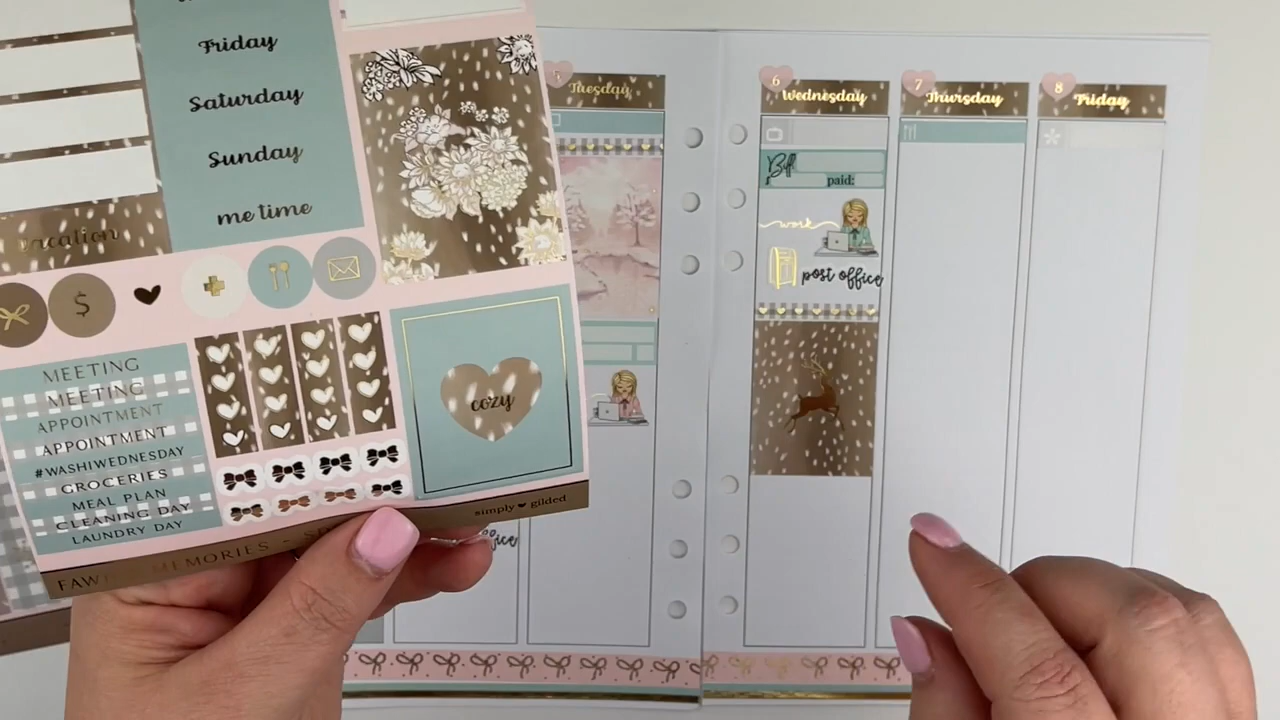 Friday
Saturday
Sunday
me time
vacation
$
MEETING
MEETING
APPOINTMENT
APPOINTMENT
#WASHIWEDNESDAY
GROCERIES
MEAL PLAN
CLEANING DAY
LAUNDRY DAY
cozy
simply gilded
MEMORIES
5
Tuesday
6
Wednesday
7
Thursday
8
Friday
paid:
work
post office